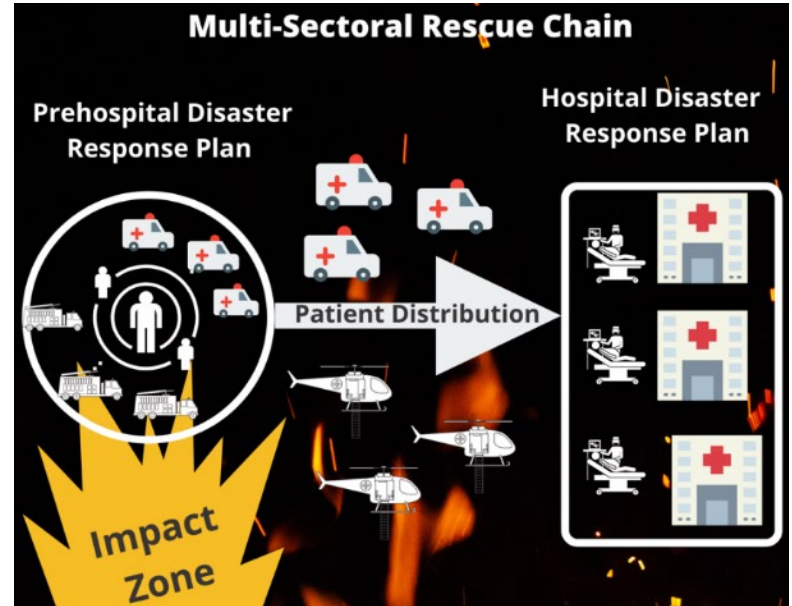 Multi-Sectoral Rescue Chain
Prehospital Disaster
Response Plan
Hospital Disaster
Response Plan
Patient Distribution
Impact
Zone